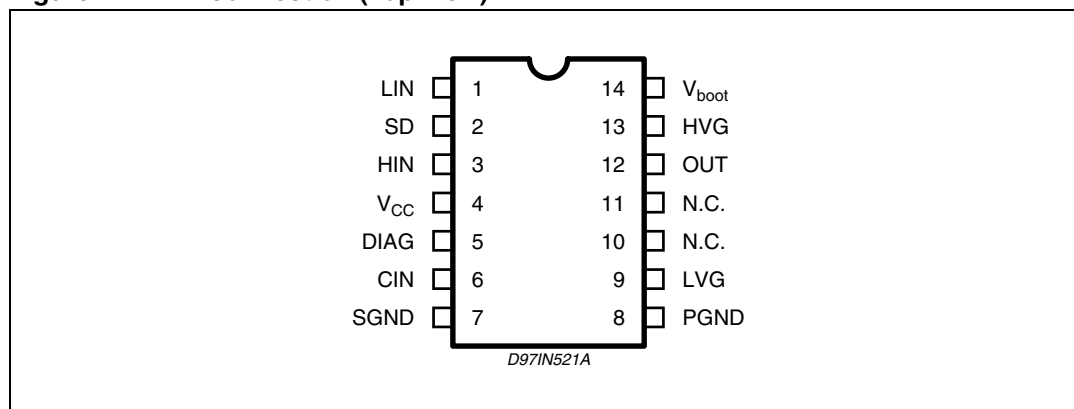 LIN 1 14 Vboot
SD 2 13 HVG
HIN 3 12 OUT
VCC 4 11 N.C.
DIAG 5 10 N.C.
CIN 6 9 LVG
SGND 7 8 PGND
D97IN521A